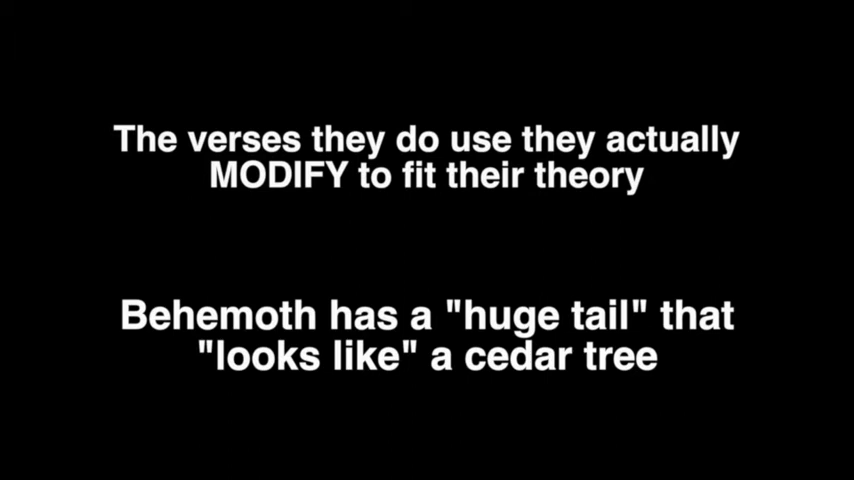 The verses they do use they actually
MODIFY to fit their theory
Behemoth has a "huge tail" that
"looks like" a cedar tree